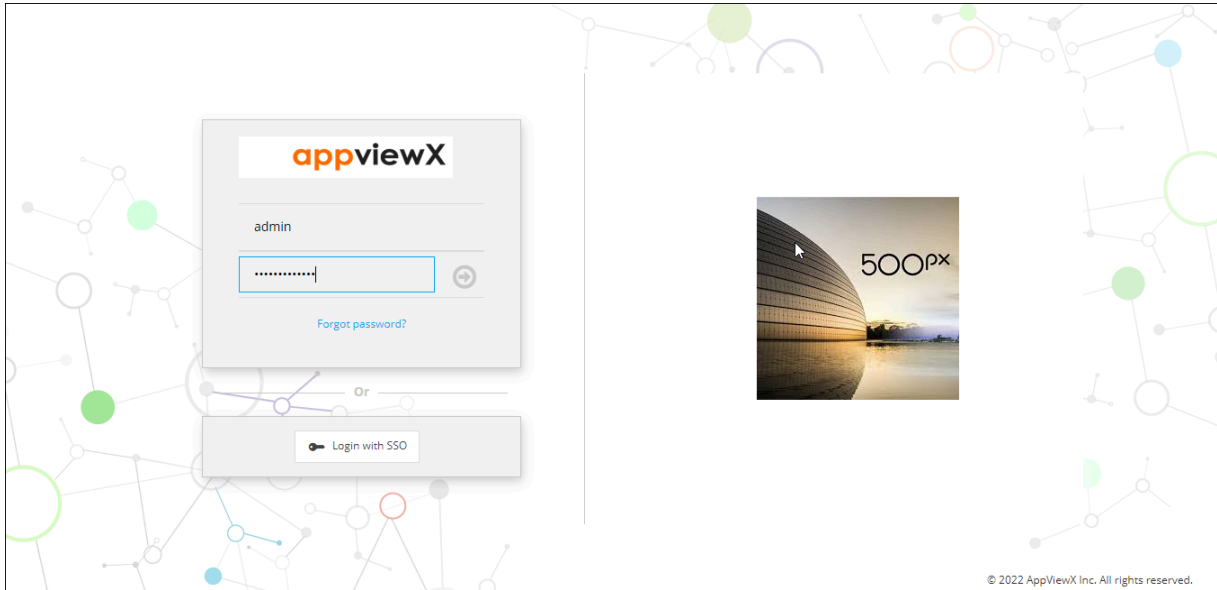 appviewX
admin
•••••••••••••
Forgot password?
Or
Login with SSO
500px
© 2022 AppViewX Inc. All rights reserved.